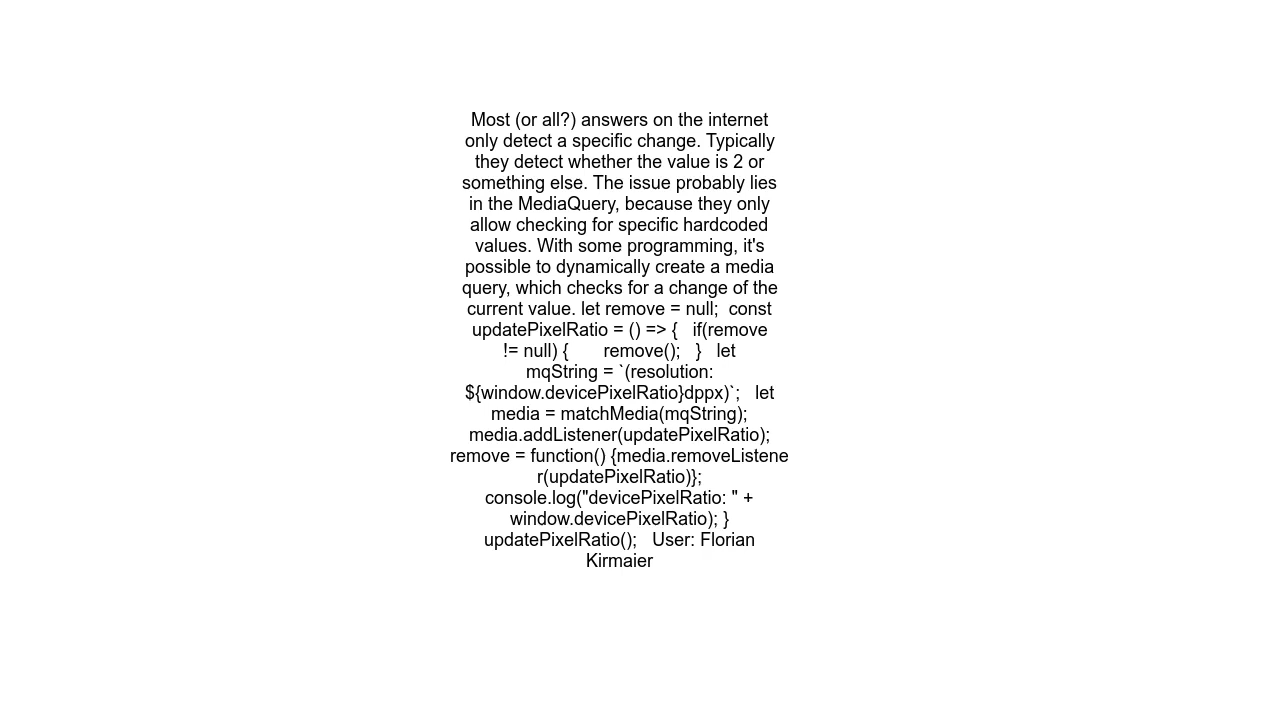 Most (or all?) answers on the internet
only detect a specific change. Typically
they detect whether the value is 2 or
something else. The issue probably lies
in the MediaQuery, because they only
allow checking for specific hardcoded
values. With some programming, it's
possible to dynamically create a media
query, which checks for a change of the
current value. let remove = null;  const
updatePixelRatio = () => {   if(remove
!= null) {       remove();   }   let
mqString = `(resolution:
${window.devicePixelRatio}dppx)`;   let
media = matchMedia(mqString);
media.addListener(updatePixelRatio);
remove = function() {media.removeListene
r(updatePixelRatio)};
console.log("devicePixelRatio: " +
window.devicePixelRatio); }
updatePixelRatio();   User: Florian
Kirmaier